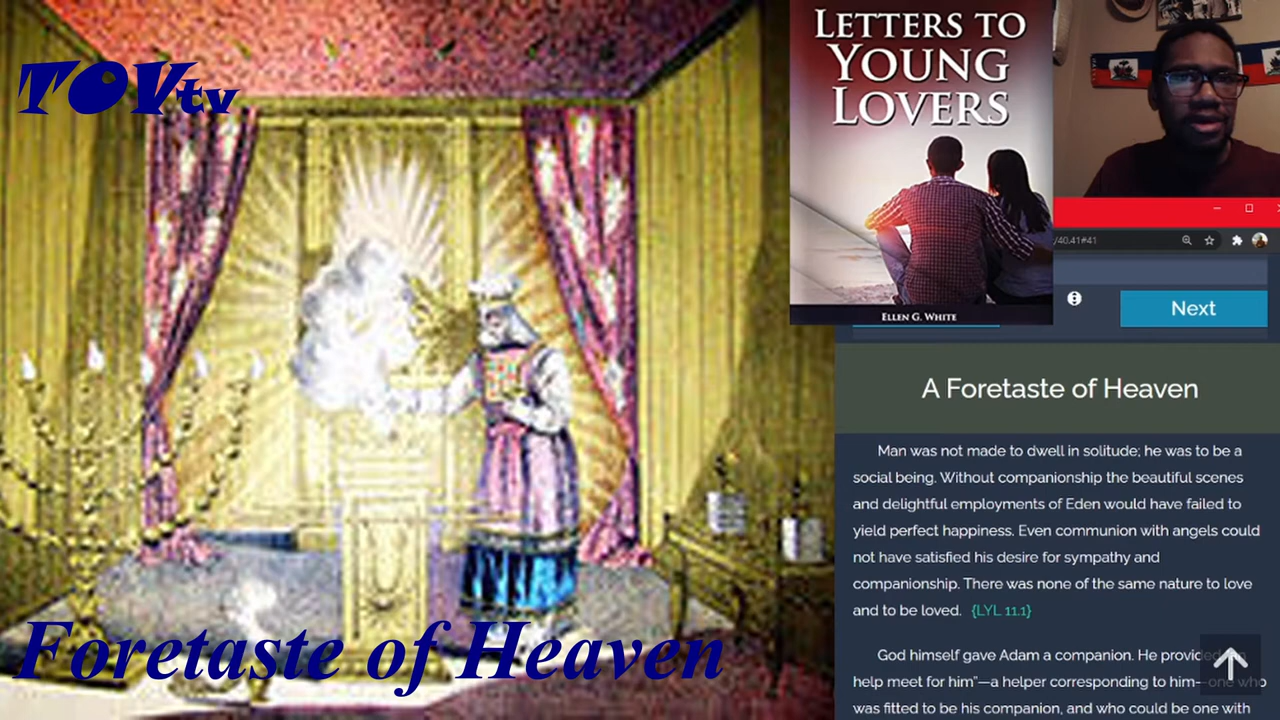 TOVtv
LETTERS TO
YOUNG
LOVERS
ELLEN G. WHITE
/40.41#41
Next
A Foretaste of Heaven
Man was not made to dwell in solitude; he was to be a
social being. Without companionship the beautiful scenes
and delightful employments of Eden would have failed to
yield perfect happiness. Even communion with angels could
not have satisfied his desire for sympathy and
companionship. There was none of the same nature to love
and to be loved. {LYL 11.1}
God himself gave Adam a companion. He provided
help meet for him"—a helper corresponding to him—one who
was fitted to be his companion, and who could be one with
Foretaste of Heaven